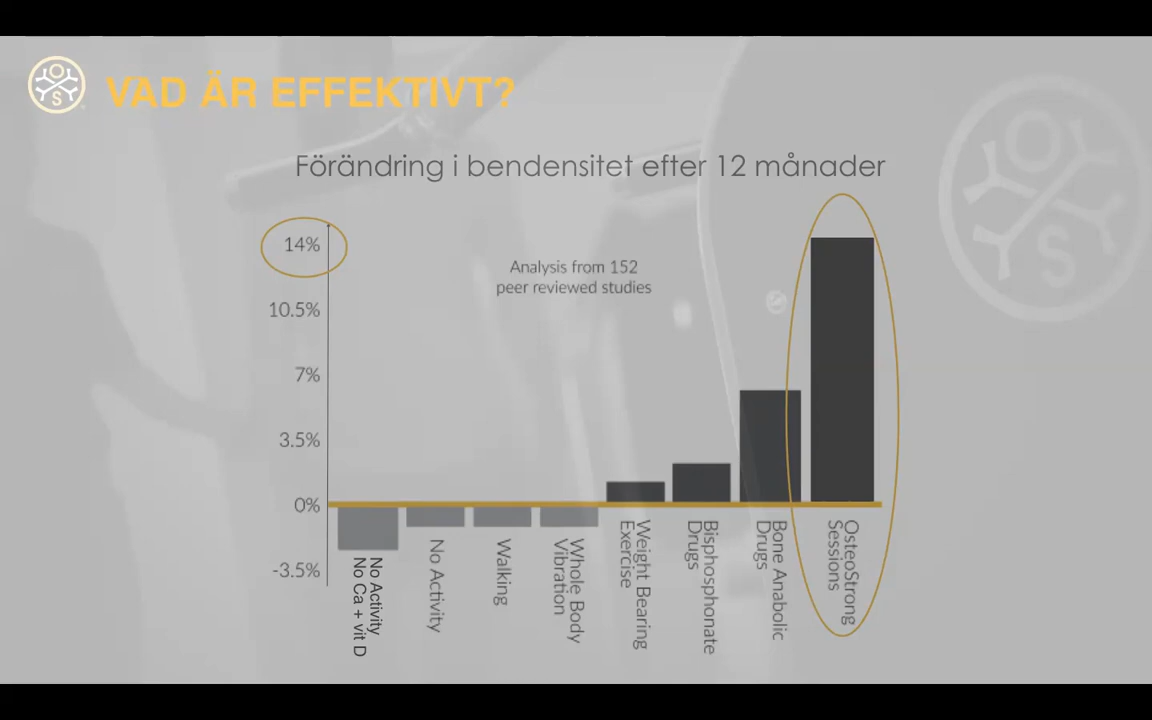 VAD ÄR EFFEKTIVT?
Förändring i bendensitet efter 12 månader
Analysis from 152
peer reviewed studies
14%
10.5%
7%
3.5%
0%
-3.5%
No Activity
No Ca + vit D
No Activity
Walking
Whole Body
Vibration
Weight Bearing
Exercise
Bisphosphonate
Drugs
Bone Anabolic
Drugs
OsteoStrong
Sessions